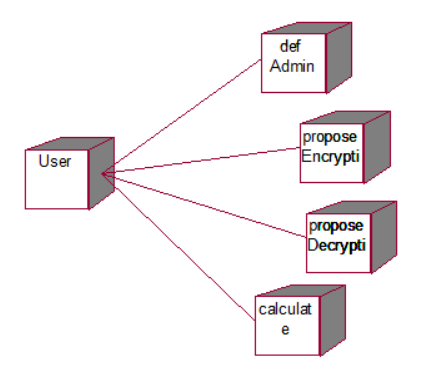 def
Admin
propose
Encrypti
User
propose
Decrypti
calculat
e